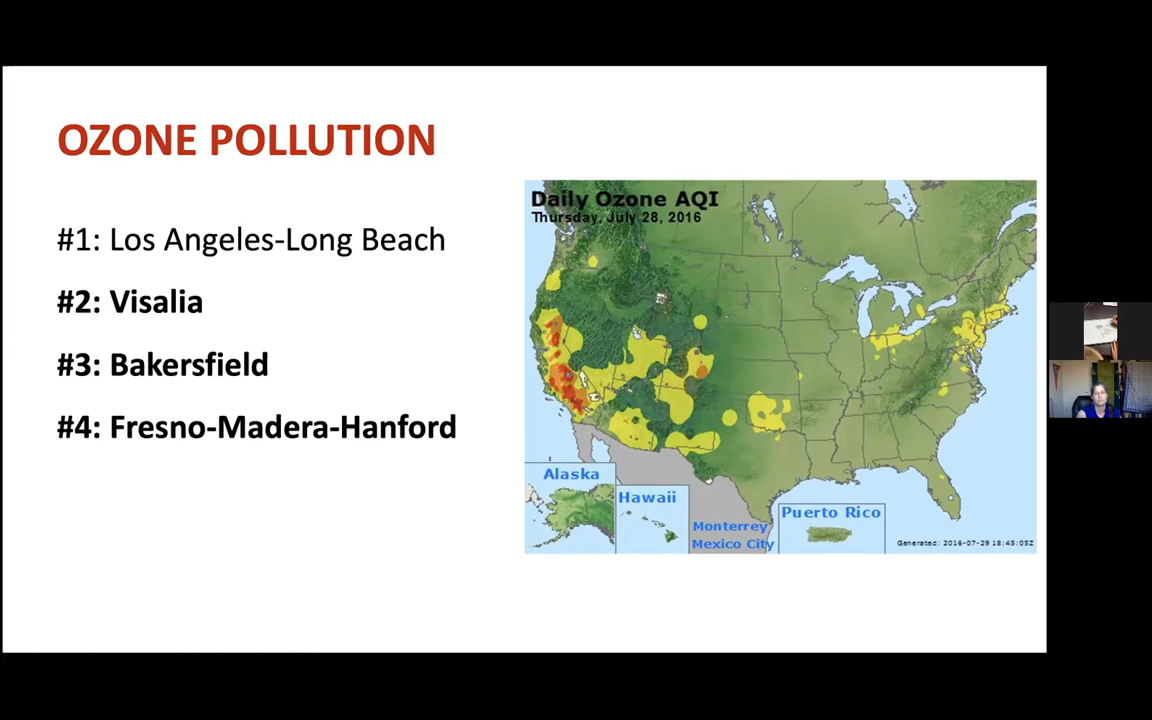 OZONE POLLUTION
#1: Los Angeles-Long Beach
#2: Visalia
#3: Bakersfield
#4: Fresno-Madera-Hanford
Daily Ozone AQI
Thursday, July 28, 2016
Alaska
Hawaii
Monterrey
Mexico City
Puerto Rico
Generated: 2016-07-29 18:45:05Z